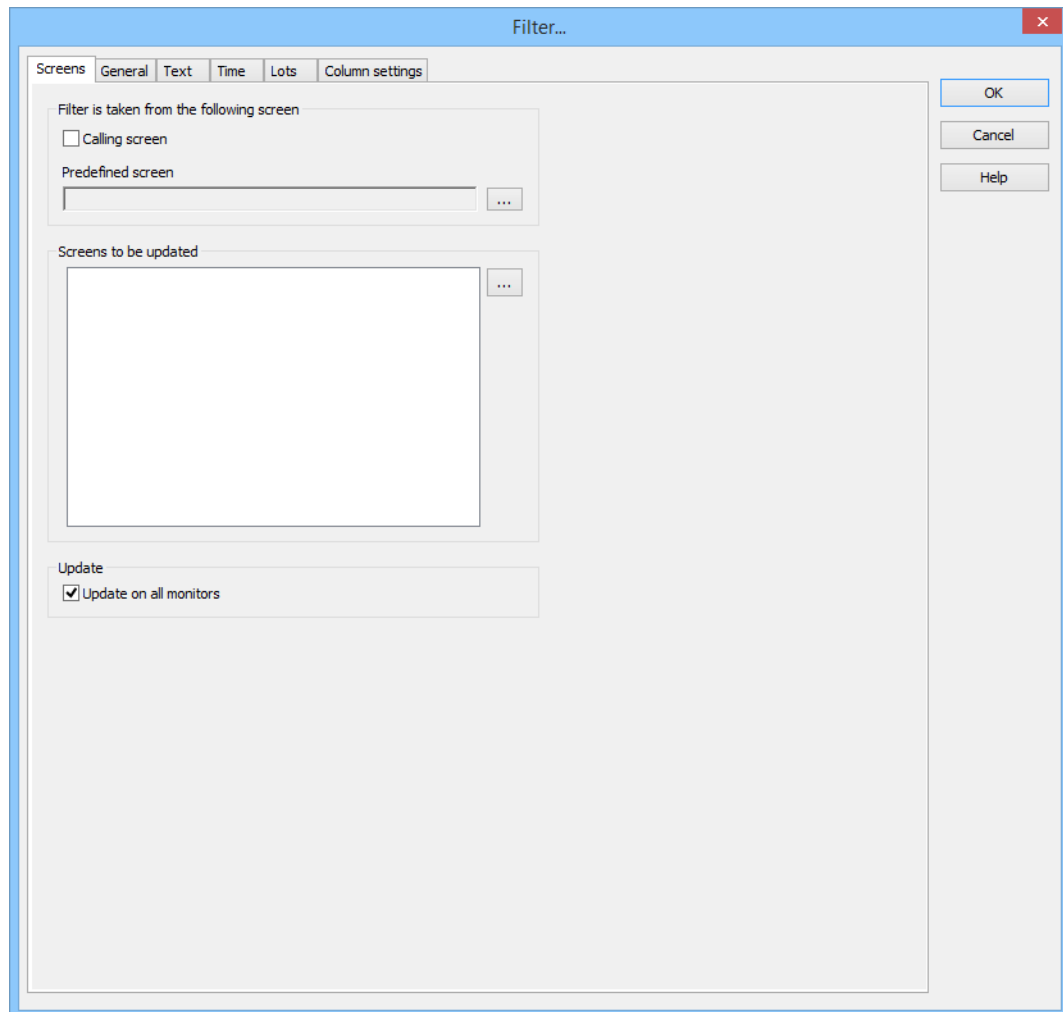 Filter...
Screens General Text Time Lots Column settings
Filter is taken from the following screen
Calling screen
Predefined screen
...
Screens to be updated
...
Update
Update on all monitors
OK
Cancel
Help